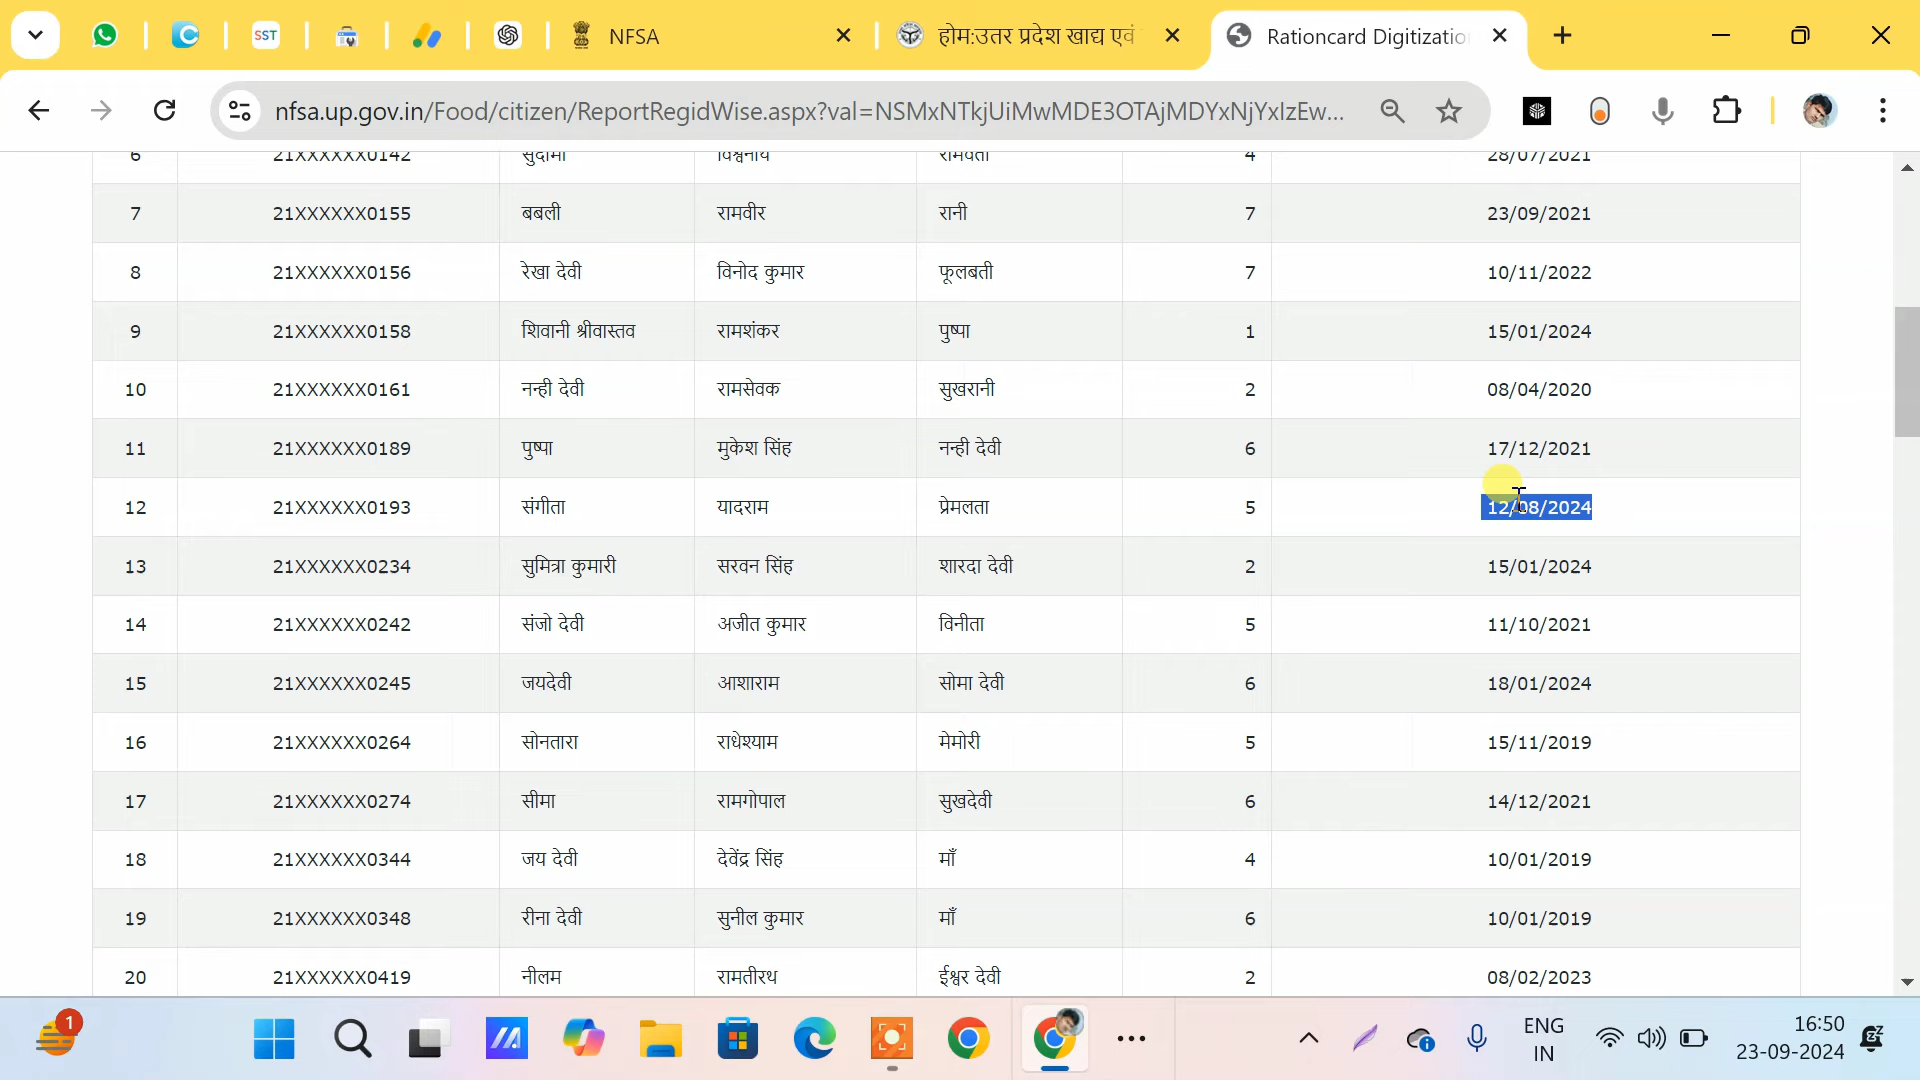 SST
NFSA
होम:उतर प्रदेश खाद्य एवं
Rationcard Digitizatio
nfsa.up.gov.in/Food/citizen/ReportRegidWise.aspx?val=NSMxNTkjUiMwMDE3OTAjMDYxNjYxIzEw...
6 21XXXXXX0142 सुदामा विश्वनाथ रामवती 4 28/07/2021
7 21XXXXXX0155 बबली रामवीर रानी 7 23/09/2021
8 21XXXXXX0156 रेखा देवी विनोद कुमार फूलबती 7 10/11/2022
9 21XXXXXX0158 शिवानी श्रीवास्तव रामशंकर पुष्पा 1 15/01/2024
10 21XXXXXX0161 नन्ही देवी रामसेवक सुखरानी 2 08/04/2020
11 21XXXXXX0189 पुष्पा मुकेश सिंह नन्ही देवी 6 17/12/2021
12 21XXXXXX0193 संगीता यादराम प्रेमलता 5 12/08/2024
13 21XXXXXX0234 सुमित्रा कुमारी सरवन सिंह शारदा देवी 2 15/01/2024
14 21XXXXXX0242 संजो देवी अजीत कुमार विनीता 5 11/10/2021
15 21XXXXXX0245 जयदेवी आशाराम सोमा देवी 6 18/01/2024
16 21XXXXXX0264 सोनतारा राधेश्याम मेमोरी 5 15/11/2019
17 21XXXXXX0274 सीमा रामगोपाल सुखदेवी 6 14/12/2021
18 21XXXXXX0344 जय देवी देवेंद्र सिंह माँ 4 10/01/2019
19 21XXXXXX0348 रीना देवी सुनील कुमार माँ 6 10/01/2019
20 21XXXXXX0419 नीलम रामतीरथ ईश्वर देवी 2 08/02/2023
1
ENG
IN
16:50
23-09-2024